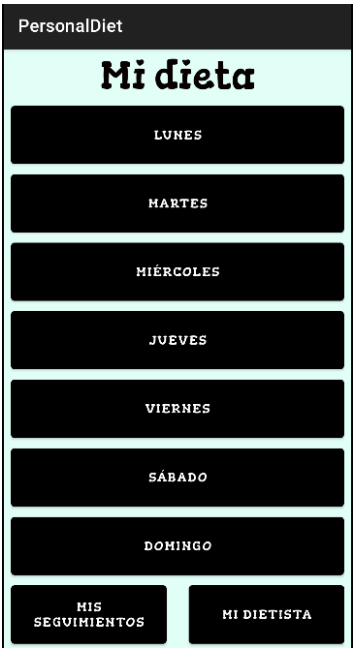 PersonalDiet
Mi dieta
LUNES
MARTES
MIÉRCOLES
JUEVES
VIERNES
SÁBADO
DOMINGO
MIS
SEGUIMIENTOS
MI DIETISTA